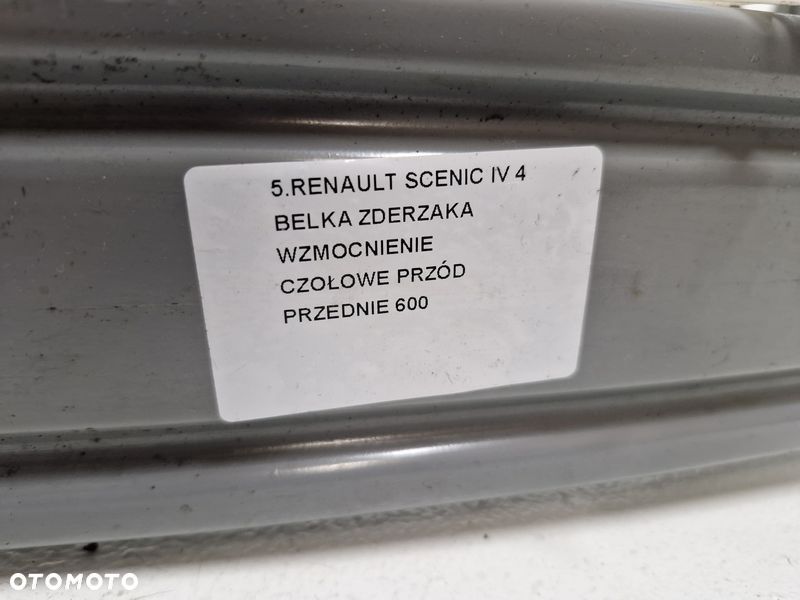 5.RENAULT SCENIC IV 4
BELKA ZDERZAKA
WZMOCNIENIE
CZOŁOWE PRZÓD
PRZEDNIE 600
OTOMOTO